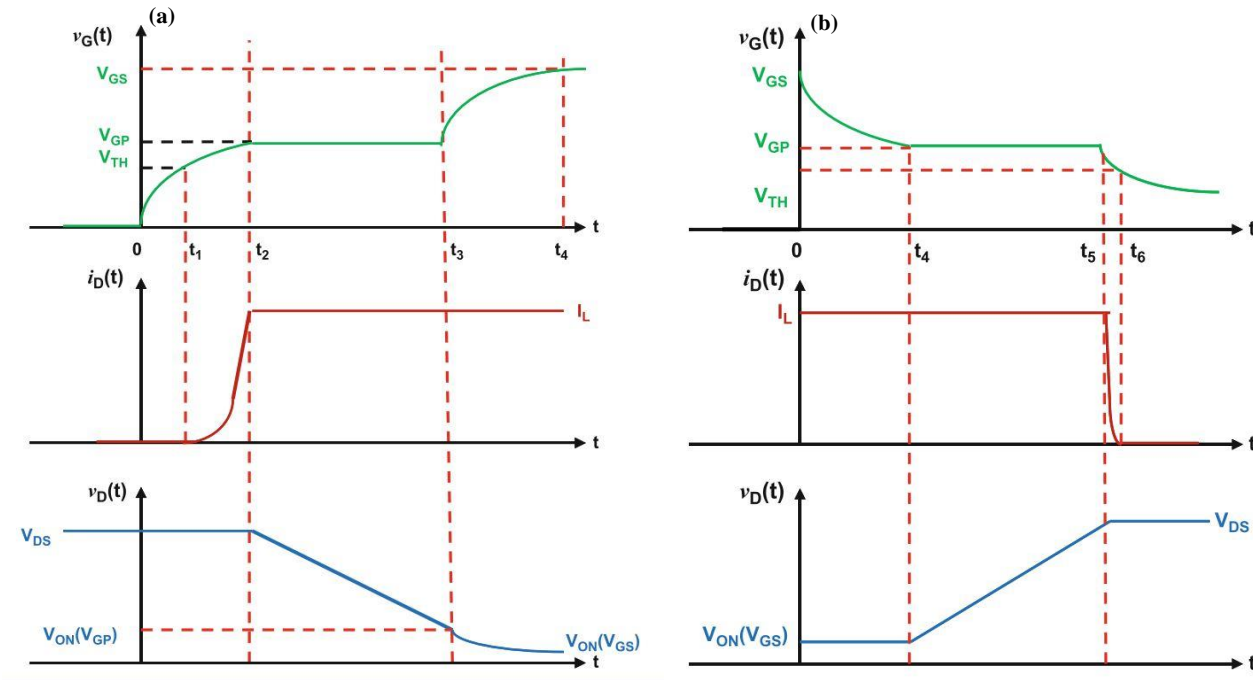 (a)
v_G(t)
V_GS
V_GP
V_TH
0 t_1 t_2 t_3 t_4 t
i_D(t)
I_L
t
v_D(t)
V_DS
V_ON(V_GP)
V_ON(V_GS)
t
(b)
v_G(t)
V_GS
V_GP
V_TH
0 t_4 t_5 t_6 t
i_D(t)
I_L
t
v_D(t)
V_DS
V_ON(V_GS)
t